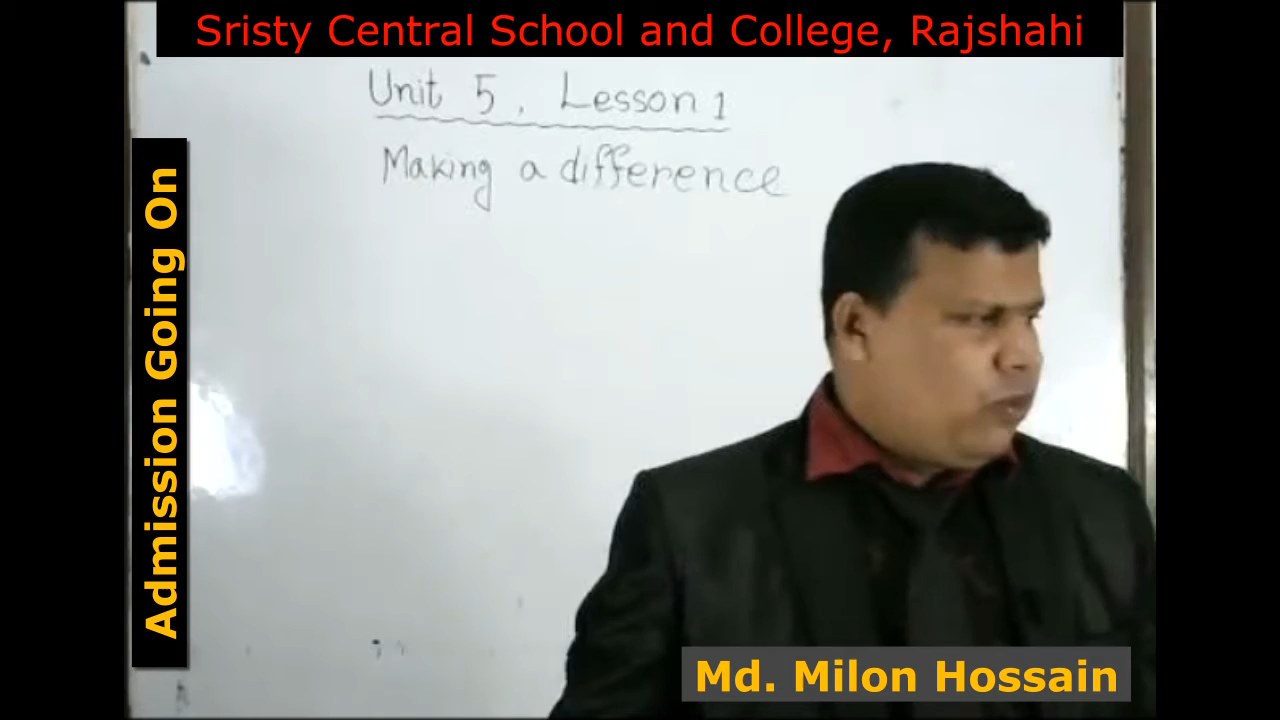 Sristy Central School and College, Rajshahi
Unit 5, Lesson 1
Making a difference
Admission Going On
Md. Milon Hossain